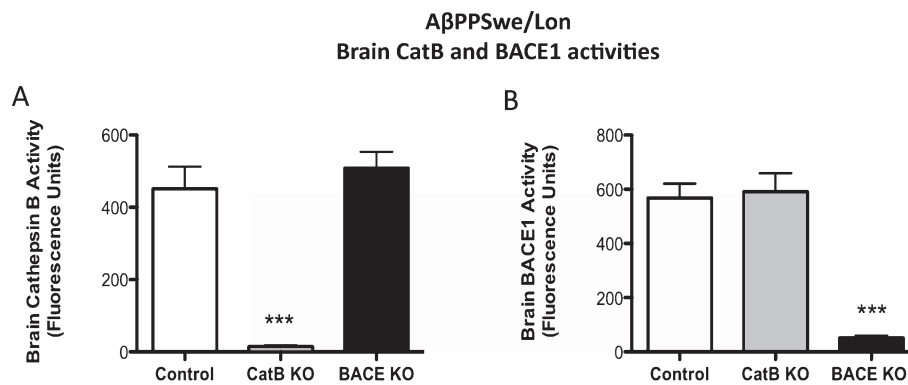 AβPPSwe/Lon
Brain CatB and BACE1 activities
A
Brain Cathepsin B Activity
(Fluorescence Units)
600
400
200
0
***
Control
CatB KO
BACE KO
B
Brain BACE1 Activity
(Fluorescence Units)
800
600
400
200
0
***
Control
CatB KO
BACE KO